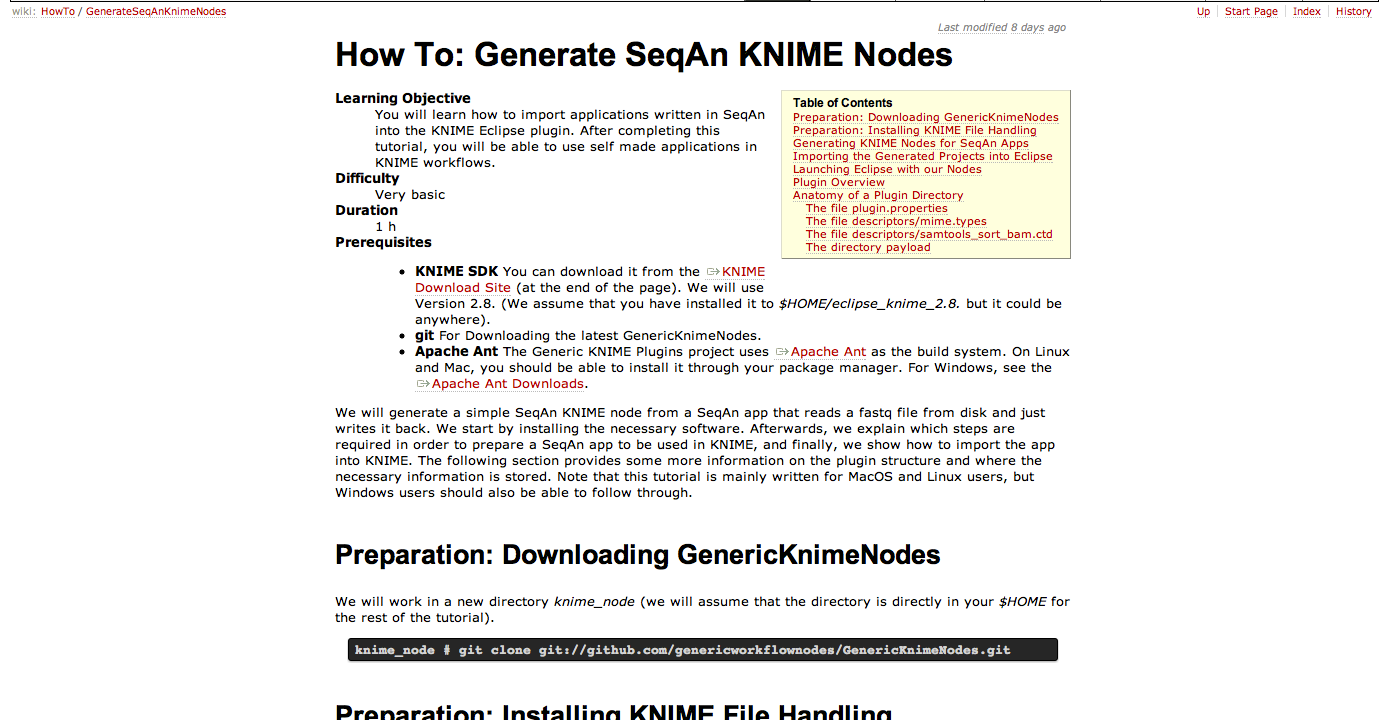 wiki: HowTo / GenerateSeqAnKnimeNodes
Up Start Page Index History
Last modified 8 days ago
How To: Generate SeqAn KNIME Nodes
Learning Objective
You will learn how to import applications written in SeqAn
into the KNIME Eclipse plugin. After completing this
tutorial, you will be able to use self made applications in
KNIME workflows.
Difficulty
Very basic
Duration
1 h
Prerequisites
Table of Contents
Preparation: Downloading GenericKnimeNodes
Preparation: Installing KNIME File Handling
Generating KNIME Nodes for SeqAn Apps
Importing the Generated Projects into Eclipse
Launching Eclipse with our Nodes
Plugin Overview
Anatomy of a Plugin Directory
The file plugin.properties
The file descriptors/mime.types
The file descriptors/samtools_sort_bam.ctd
The directory payload
• KNIME SDK You can download it from the KNIME
Download Site (at the end of the page). We will use
Version 2.8. (We assume that you have installed it to $HOME/eclipse_knime_2.8. but it could be
anywhere).
• git For Downloading the latest GenericKnimeNodes.
• Apache Ant The Generic KNIME Plugins project uses Apache Ant as the build system. On Linux
and Mac, you should be able to install it through your package manager. For Windows, see the
Apache Ant Downloads.
We will generate a simple SeqAn KNIME node from a SeqAn app that reads a fastq file from disk and just
writes it back. We start by installing the necessary software. Afterwards, we explain which steps are
required in order to prepare a SeqAn app to be used in KNIME, and finally, we show how to import the app
into KNIME. The following section provides some more information on the plugin structure and where the
necessary information is stored. Note that this tutorial is mainly written for MacOS and Linux users, but
Windows users should also be able to follow through.
Preparation: Downloading GenericKnimeNodes
We will work in a new directory knime_node (we will assume that the directory is directly in your $HOME for
the rest of the tutorial).
knime_node # git clone git://github.com/genericworkflownodes/GenericKnimeNodes.git
Preparation: Installing KNIME File Handling